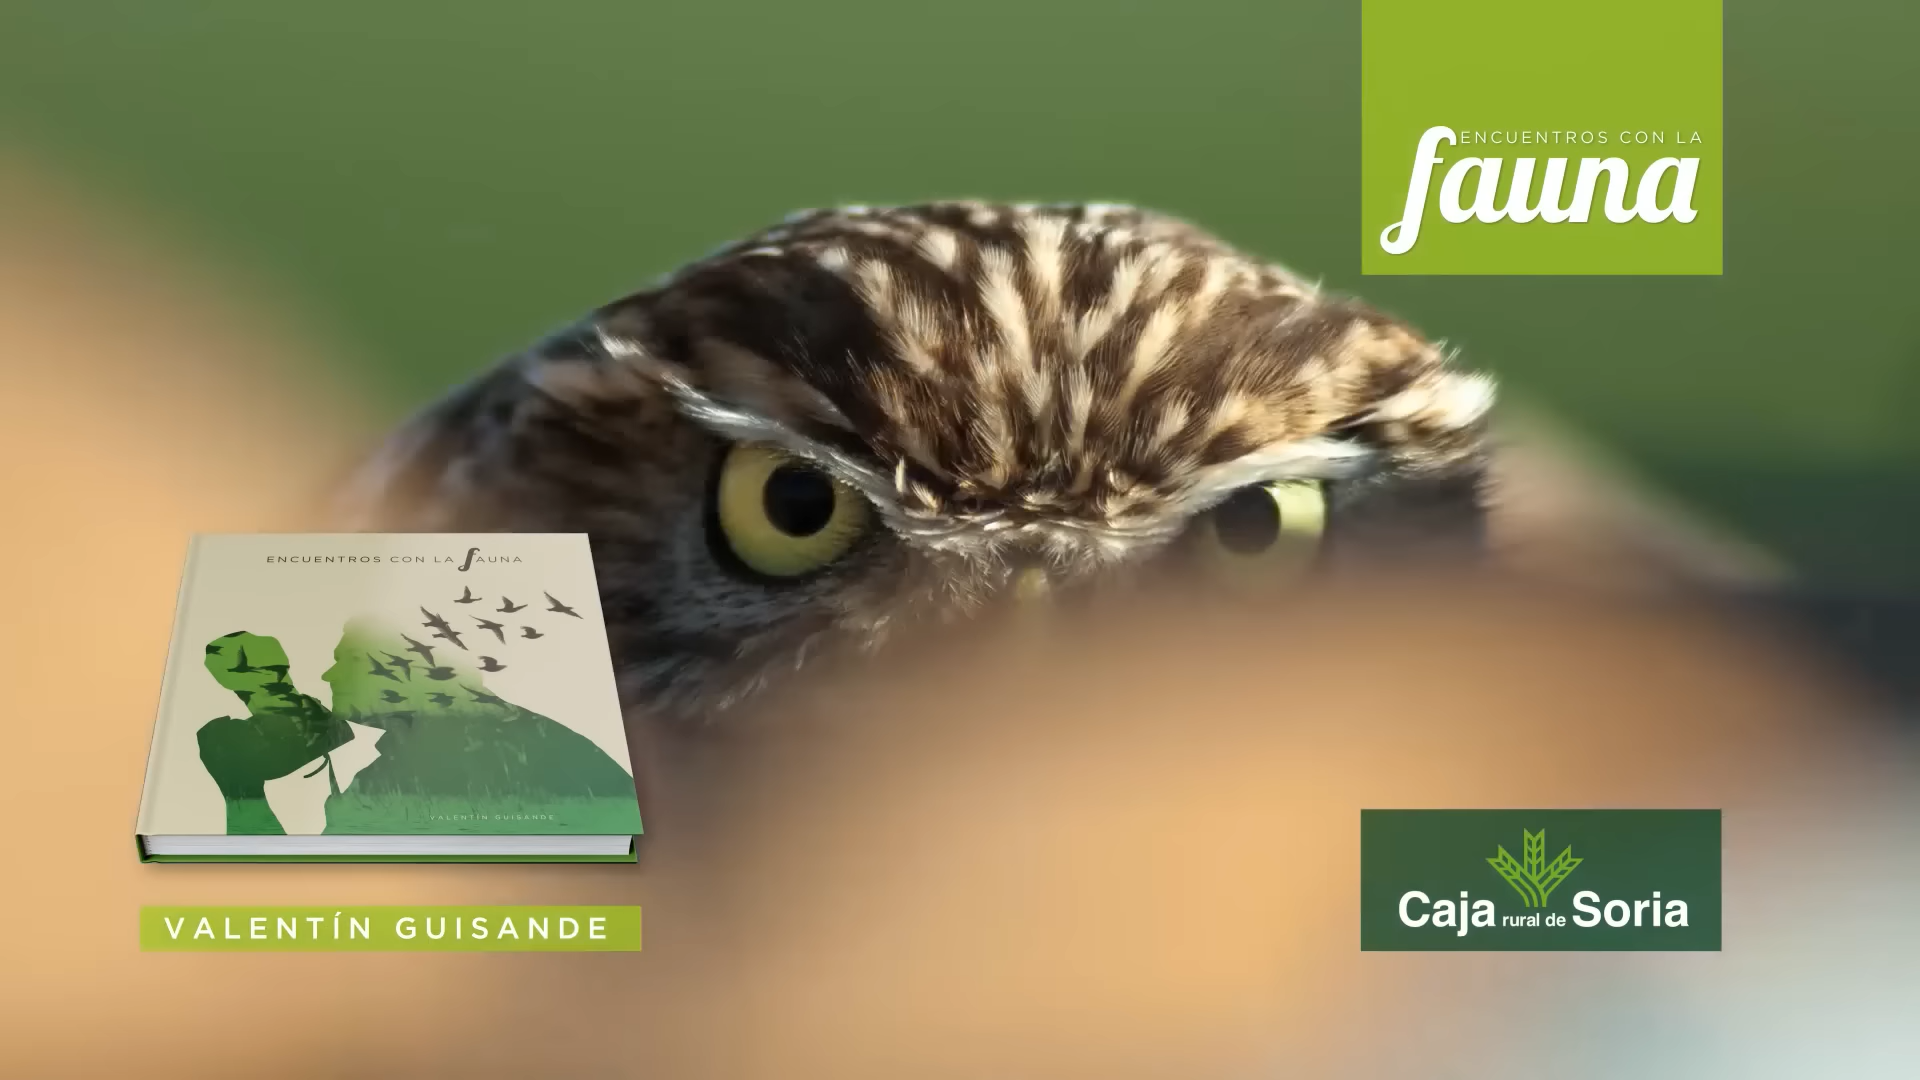 ENCUENTROS CON LA
fauna
ENCUENTROS CON LA fAUNA
VALENTÍN GUISANDE
VALENTÍN GUISANDE
Caja rural de Soria